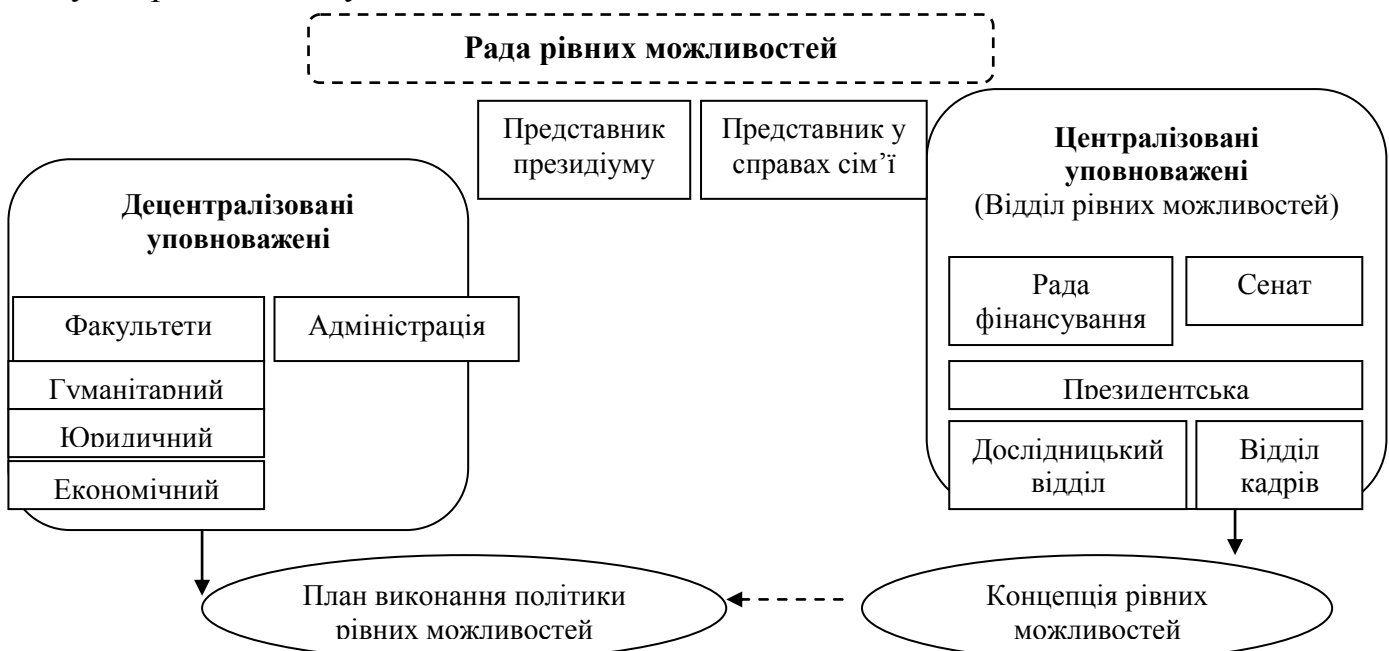 Рада рівних можливостей
Представник
президіуму
Представник у
справах сім’ї
Централізовані
уповноважені
(Відділ рівних можливостей)
Децентралізовані
уповноважені
Рада
фінансування
Сенат
Факультети
Адміністрація
Гуманітарний
Президентська
Юридичний
Дослідницький
відділ
Відділ
кадрів
Економічний
План виконання політики
рівних можливостей
Концепція рівних
можливостей